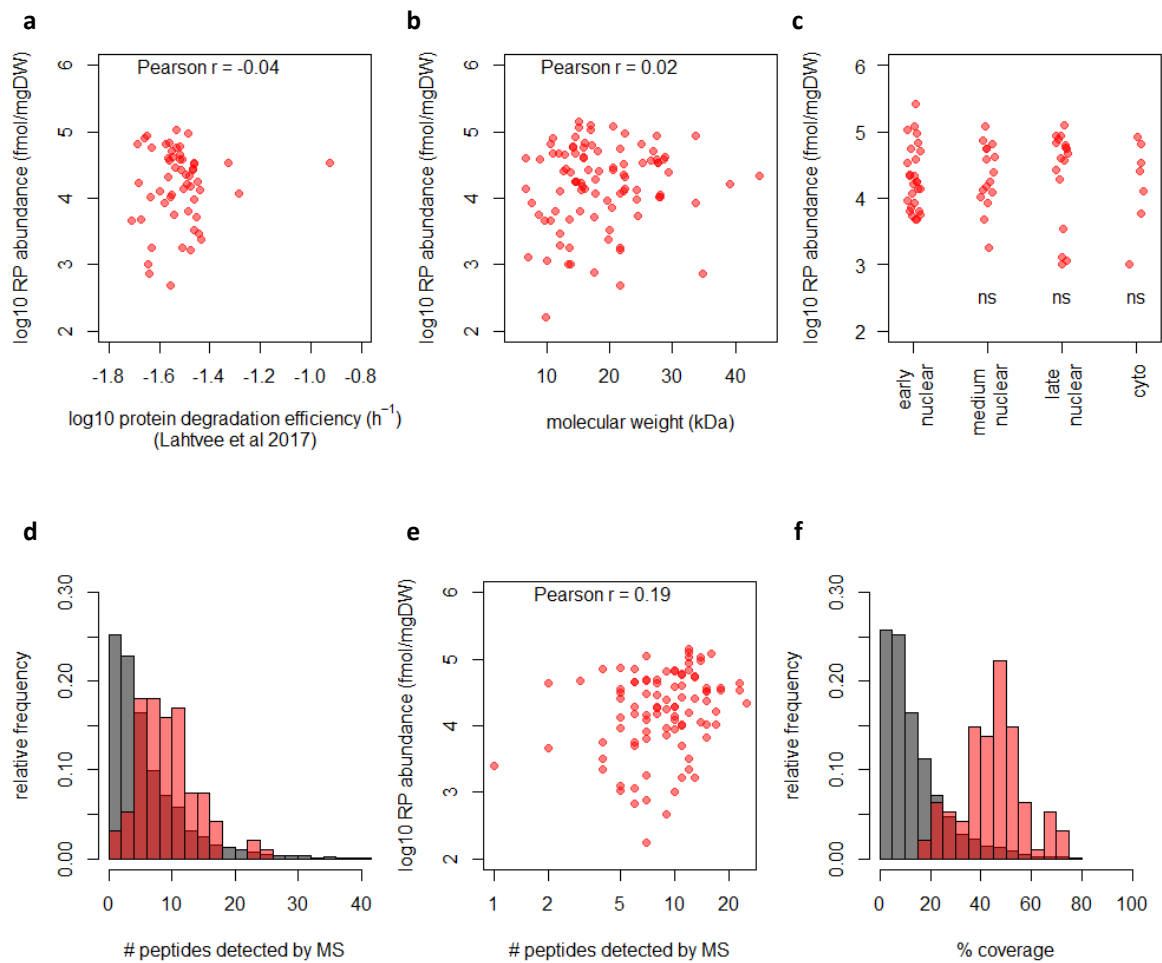 a
Pearson r = -0.04
log10 RP abundance (fmol/mgDW)
6
5
4
3
2
-1.8 -1.6 -1.4 -1.2 -1.0 -0.8
log10 protein degradation efficiency (h⁻¹)
(Lahtvee et al 2017)
b
Pearson r = 0.02
log10 RP abundance (fmol/mgDW)
6
5
4
3
2
10 20 30 40
molecular weight (kDa)
c
log10 RP abundance (fmol/mgDW)
6
5
4
3
2
ns ns ns
early
nuclear
medium
nuclear
late
nuclear
cyto
d
relative frequency
0.30
0.20
0.10
0.00
0 10 20 30 40
# peptides detected by MS
e
Pearson r = 0.19
log10 RP abundance (fmol/mgDW)
6
5
4
3
2
1 2 5 10 20
# peptides detected by MS
f
relative frequency
0.30
0.20
0.10
0.00
0 20 40 60 80 100
% coverage